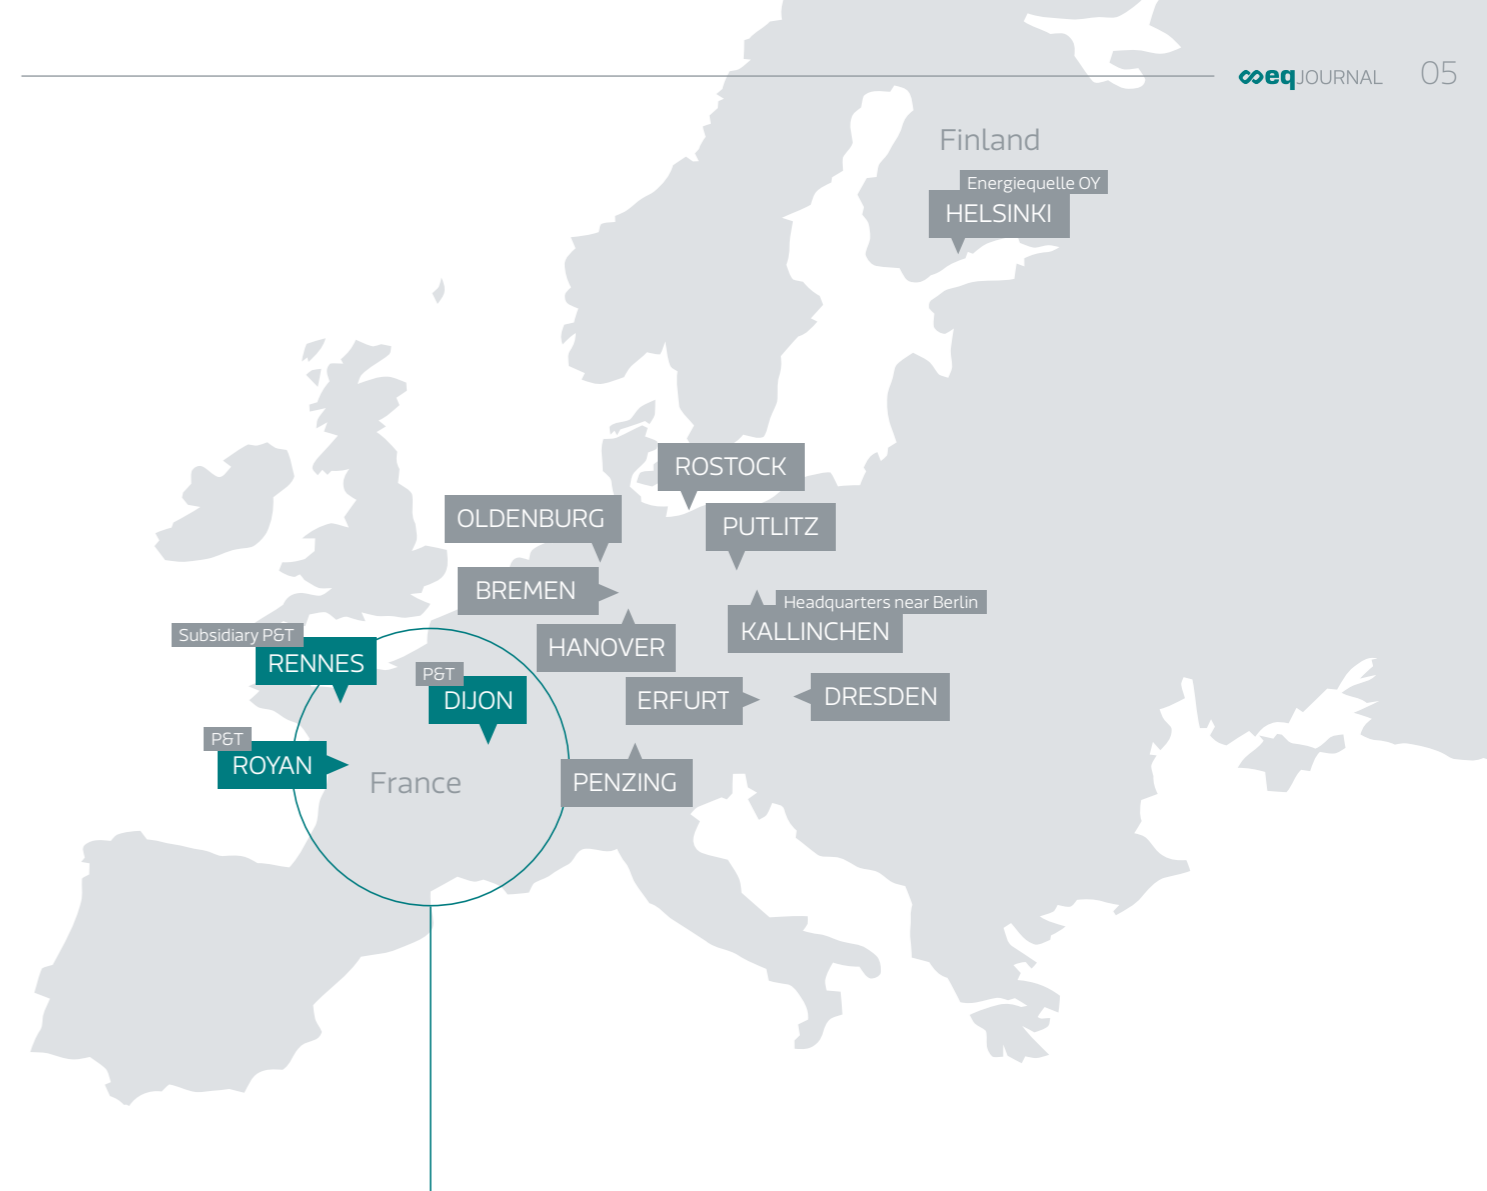 eqJOURNAL 05
Finland
Energiequelle OY
HELSINKI
ROSTOCK
OLDENBURG
PUTLITZ
BREMEN
Headquarters near Berlin
KALLINCHEN
HANOVER
Subsidiary P&T
RENNES
P&T
DIJON
ERFURT
DRESDEN
P&T
ROYAN
France
PENZING